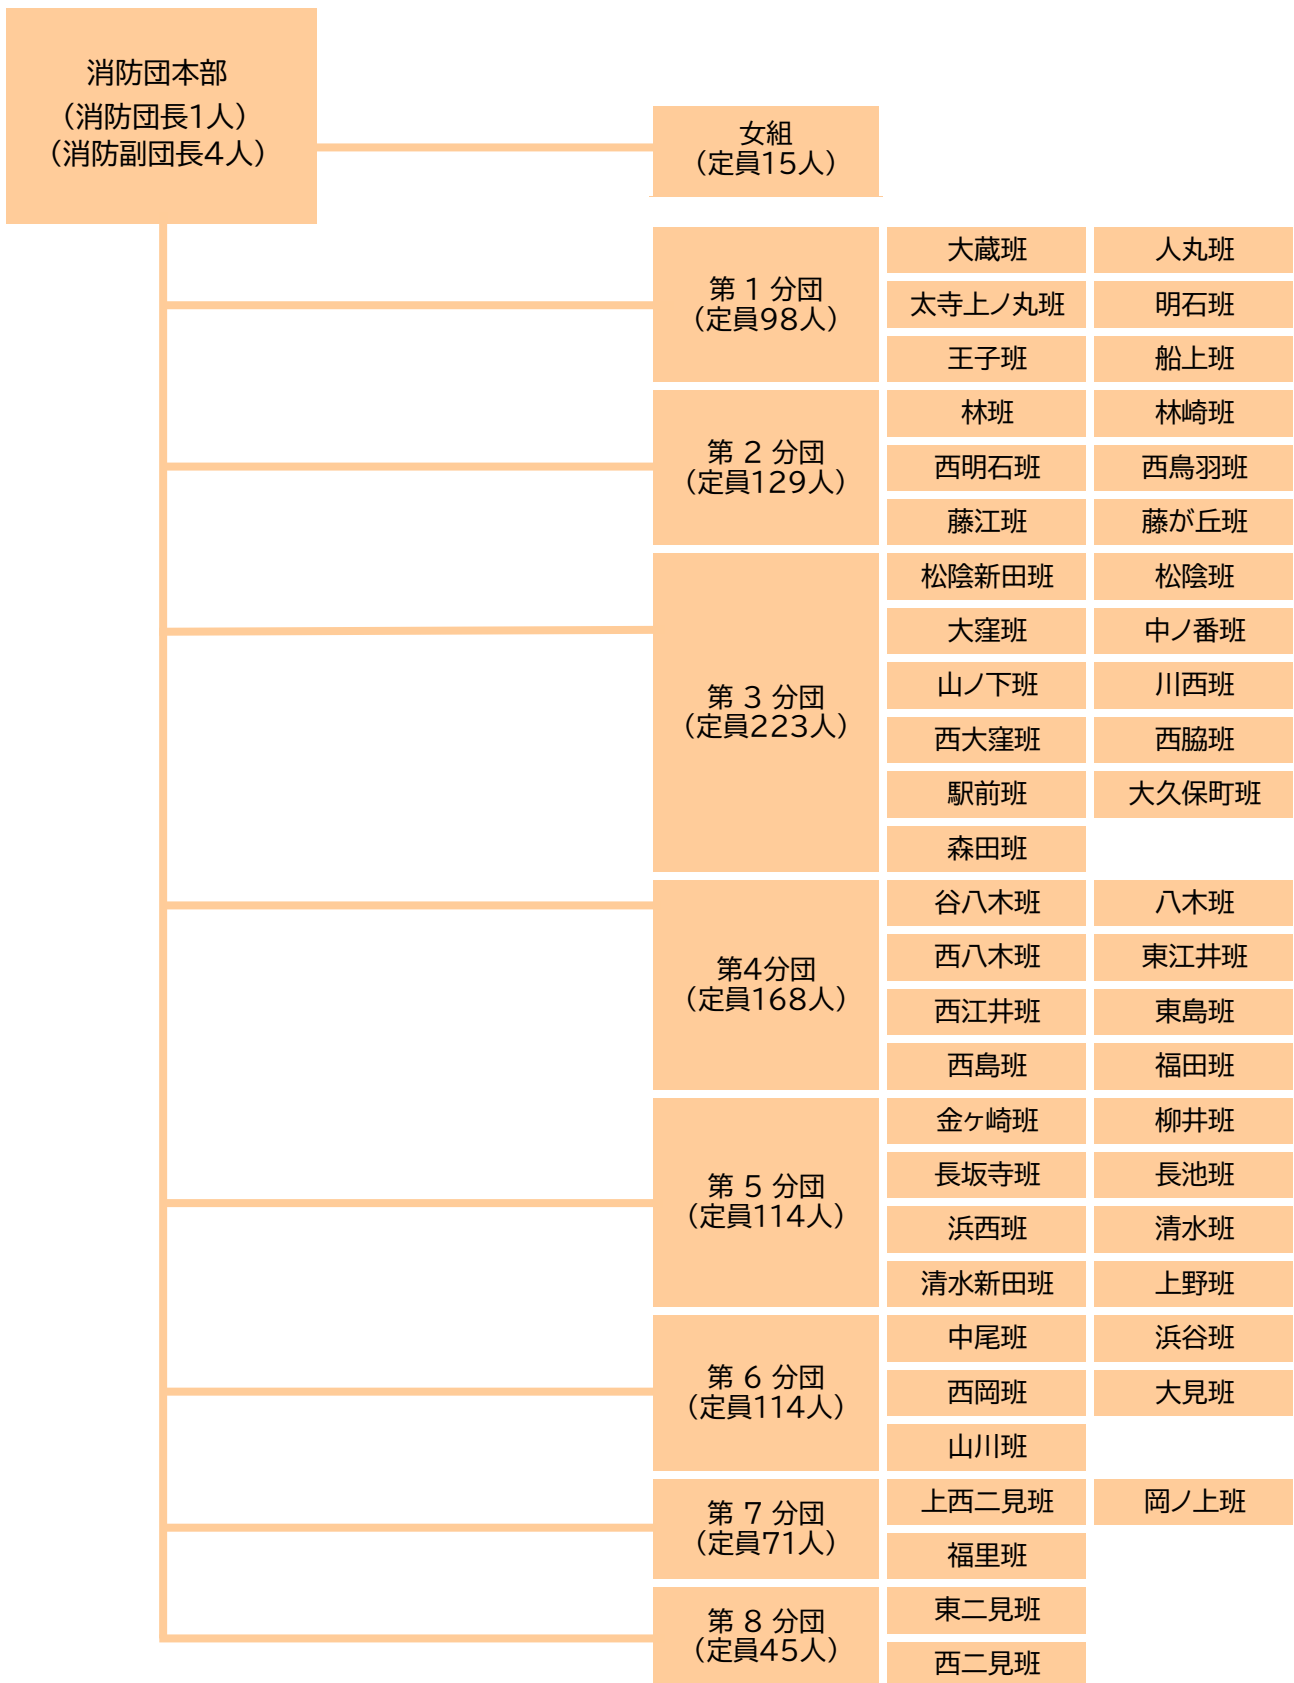 消防団本部
（消防団長1人）
（消防副団長4人）
女組
（定員15人）
第 1 分団
（定員98人）
大蔵班
人丸班
太寺上ノ丸班
明石班
王子班
船上班
第 2 分団
（定員129人）
林班
林崎班
西明石班
西鳥羽班
藤江班
藤が丘班
第 3 分団
（定員223人）
松陰新田班
松陰班
大窪班
中ノ番班
山ノ下班
川西班
西大窪班
西脇班
駅前班
大久保町班
森田班
第4分団
（定員168人）
谷八木班
八木班
西八木班
東江井班
西江井班
東島班
西島班
福田班
第 5 分団
（定員114人）
金ヶ崎班
柳井班
長坂寺班
長池班
浜西班
清水班
清水新田班
上野班
第 6 分団
（定員114人）
中尾班
浜谷班
西岡班
大見班
山川班
第 7 分団
（定員71人）
上西二見班
岡ノ上班
福里班
第 8 分団
（定員45人）
東二見班
西二見班